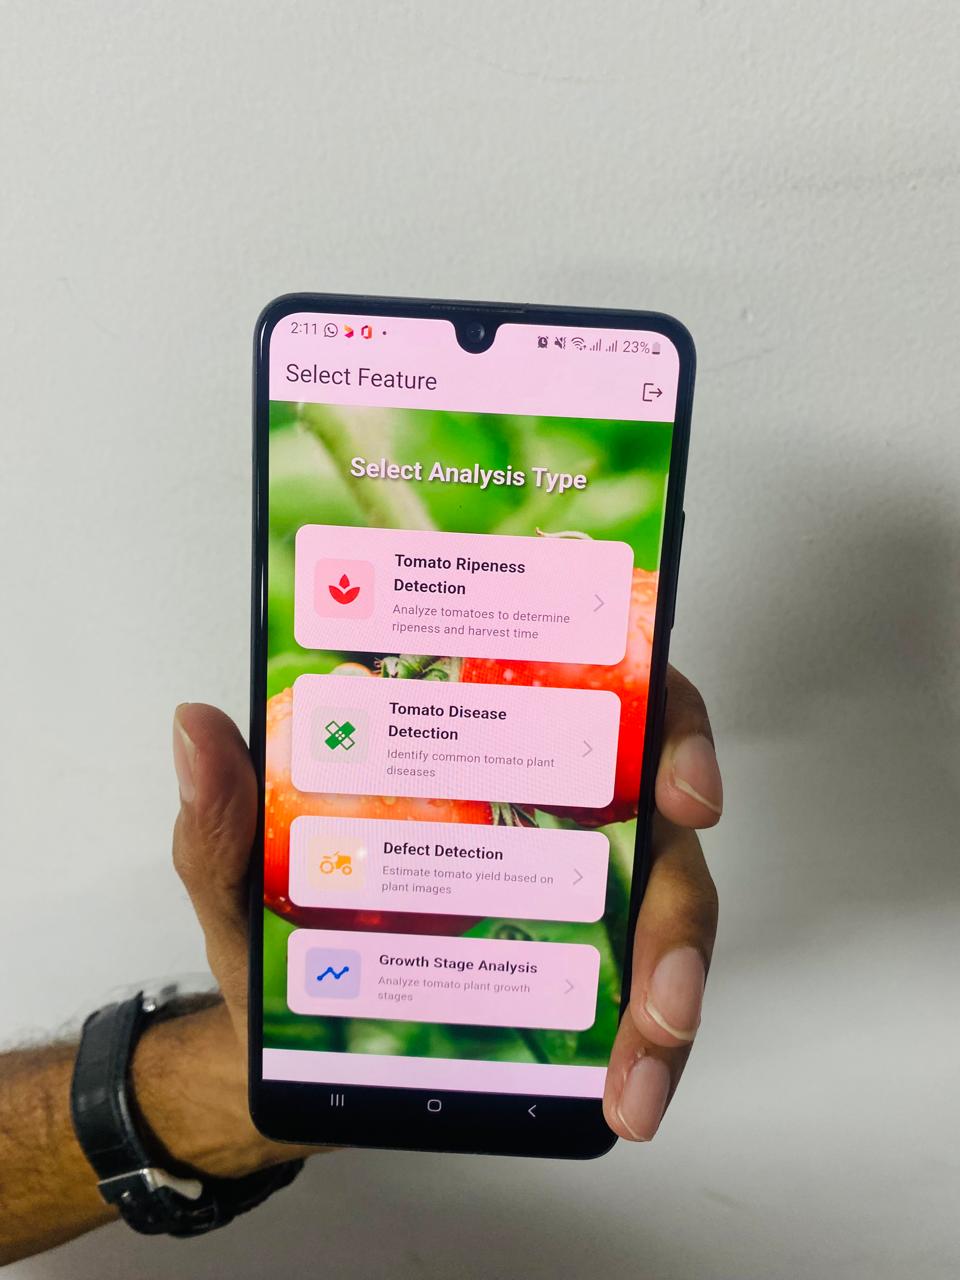 2:11 23%
Select Feature
Select Analysis Type
Tomato Ripeness
Detection
Analyze tomatoes to determine
ripeness and harvest time
Tomato Disease
Detection
Identify common tomato plant
diseases
Defect Detection
Estimate tomato yield based on
plant images
Growth Stage Analysis
Analyze tomato plant growth
stages